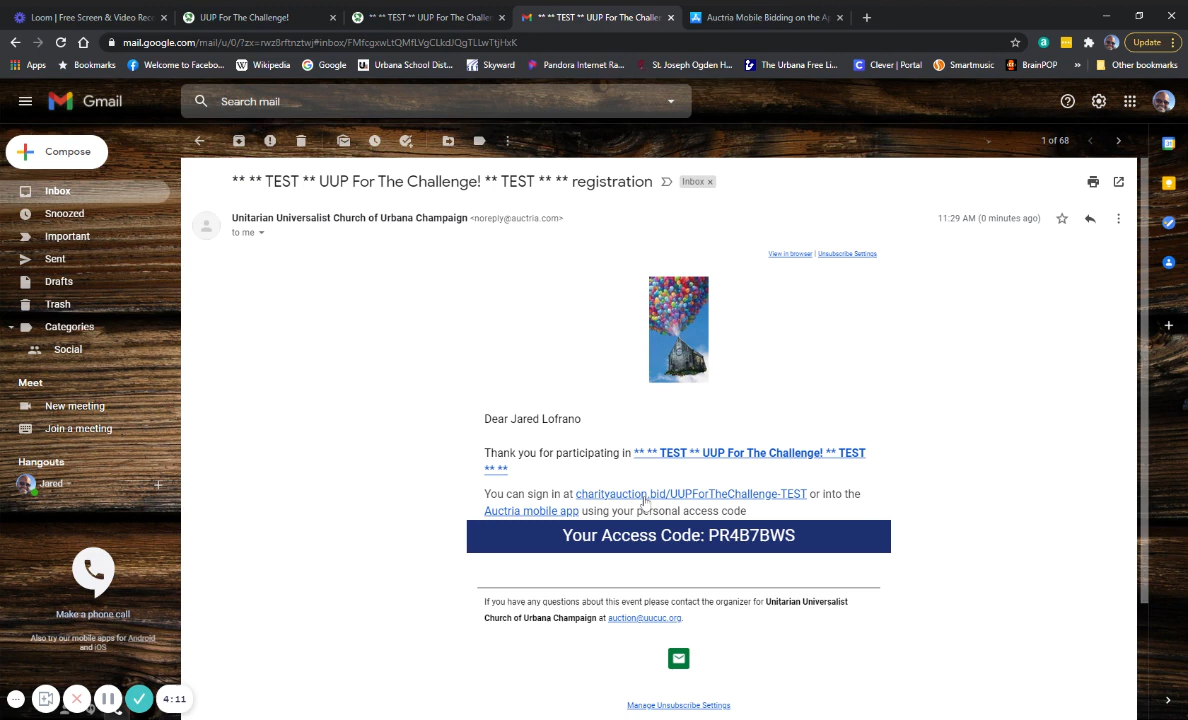 Loom | Free Screen & Video Rec
UUP For The Challenge!
** ** TEST ** UUP For The Challen
** ** TEST ** UUP For The Challen
Auctria Mobile Bidding on the A
mail.google.com/mail/u/0/?zx=rwz8rftnztwj#inbox/FMfcgxwLtQMfLVgCLkdJQgTLLwTtjHxK
Update
Apps
Bookmarks
Welcome to Facebo...
Wikipedia
Google
Urbana School Dist...
Skyward
Pandora Internet Ra...
St. Joseph Ogden H...
The Urbana Free Li...
Clever | Portal
Smartmusic
BrainPOP
»
Other bookmarks
Gmail
Search mail
Compose
1 of 68
Inbox
Snoozed
Important
Sent
Drafts
Trash
Categories
Social
Meet
New meeting
Join a meeting
Hangouts
Jared
Make a phone call
Also try our mobile apps for Android
and iOS
4:11
** ** TEST ** UUP For The Challenge! ** TEST ** ** registration
Inbox x
Unitarian Universalist Church of Urbana Champaign <noreply@auctria.com>
11:29 AM (0 minutes ago)
to me
View in browser | Unsubscribe Settings
Dear Jared Lofrano
Thank you for participating in ** ** TEST ** UUP For The Challenge! ** TEST
** **
You can sign in at charityauction.bid/UUPForTheChallenge-TEST or into the
Auctria mobile app using your personal access code
Your Access Code: PR4B7BWS
If you have any questions about this event please contact the organizer for Unitarian Universalist
Church of Urbana Champaign at auction@uucuc.org.
Manage Unsubscribe Settings